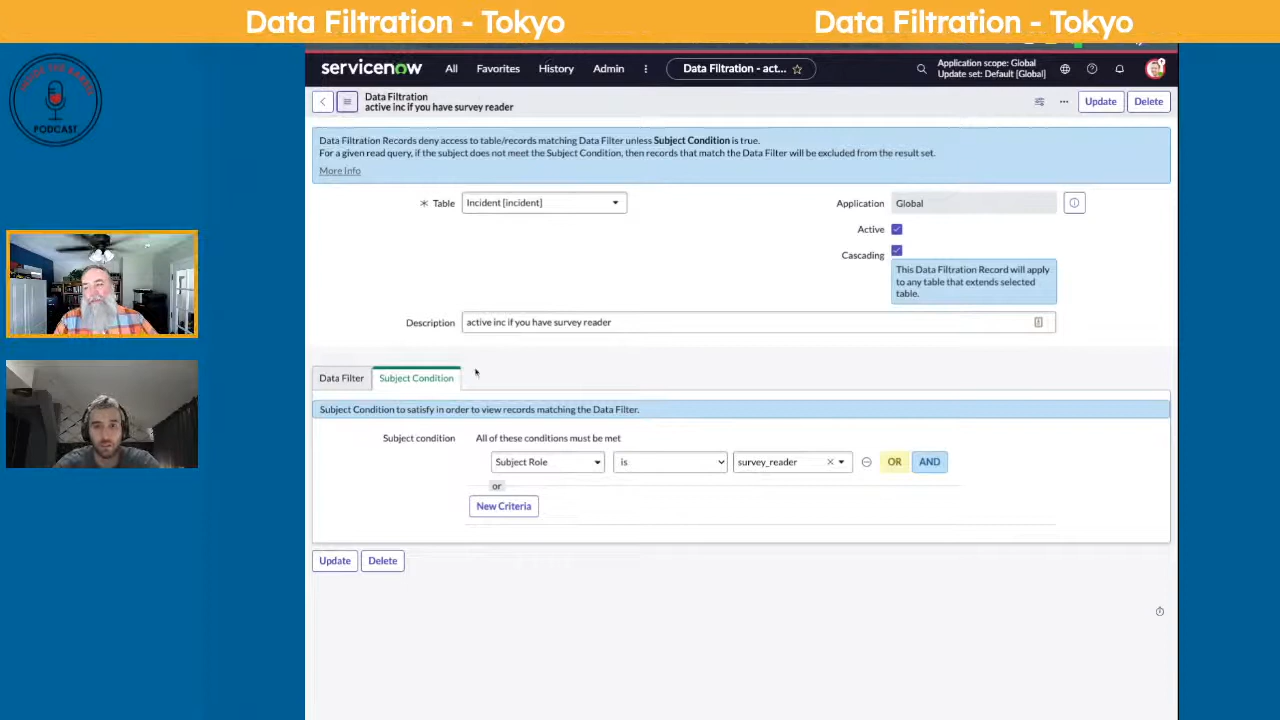 Data Filtration - Tokyo
Data Filtration - Tokyo
PODCAST
servicenow
All
Favorites
History
Admin
Data Filtration - act...
Application scope: Global
Update set: Default [Global]
Data Filtration
active inc if you have survey reader
Update
Delete
Data Filtration Records deny access to table/records matching Data Filter unless Subject Condition is true.
For a given read query, if the subject does not meet the Subject Condition, then records that match the Data Filter will be excluded from the result set.
More Info
Table
Incident [incident]
Application
Global
Active
Cascading
This Data Filtration Record will apply
to any table that extends selected
table.
Description
active inc if you have survey reader
Data Filter
Subject Condition
Subject Condition to satisfy in order to view records matching the Data Filter.
Subject condition
All of these conditions must be met
Subject Role
is
survey_reader
OR
AND
or
New Criteria
Update
Delete